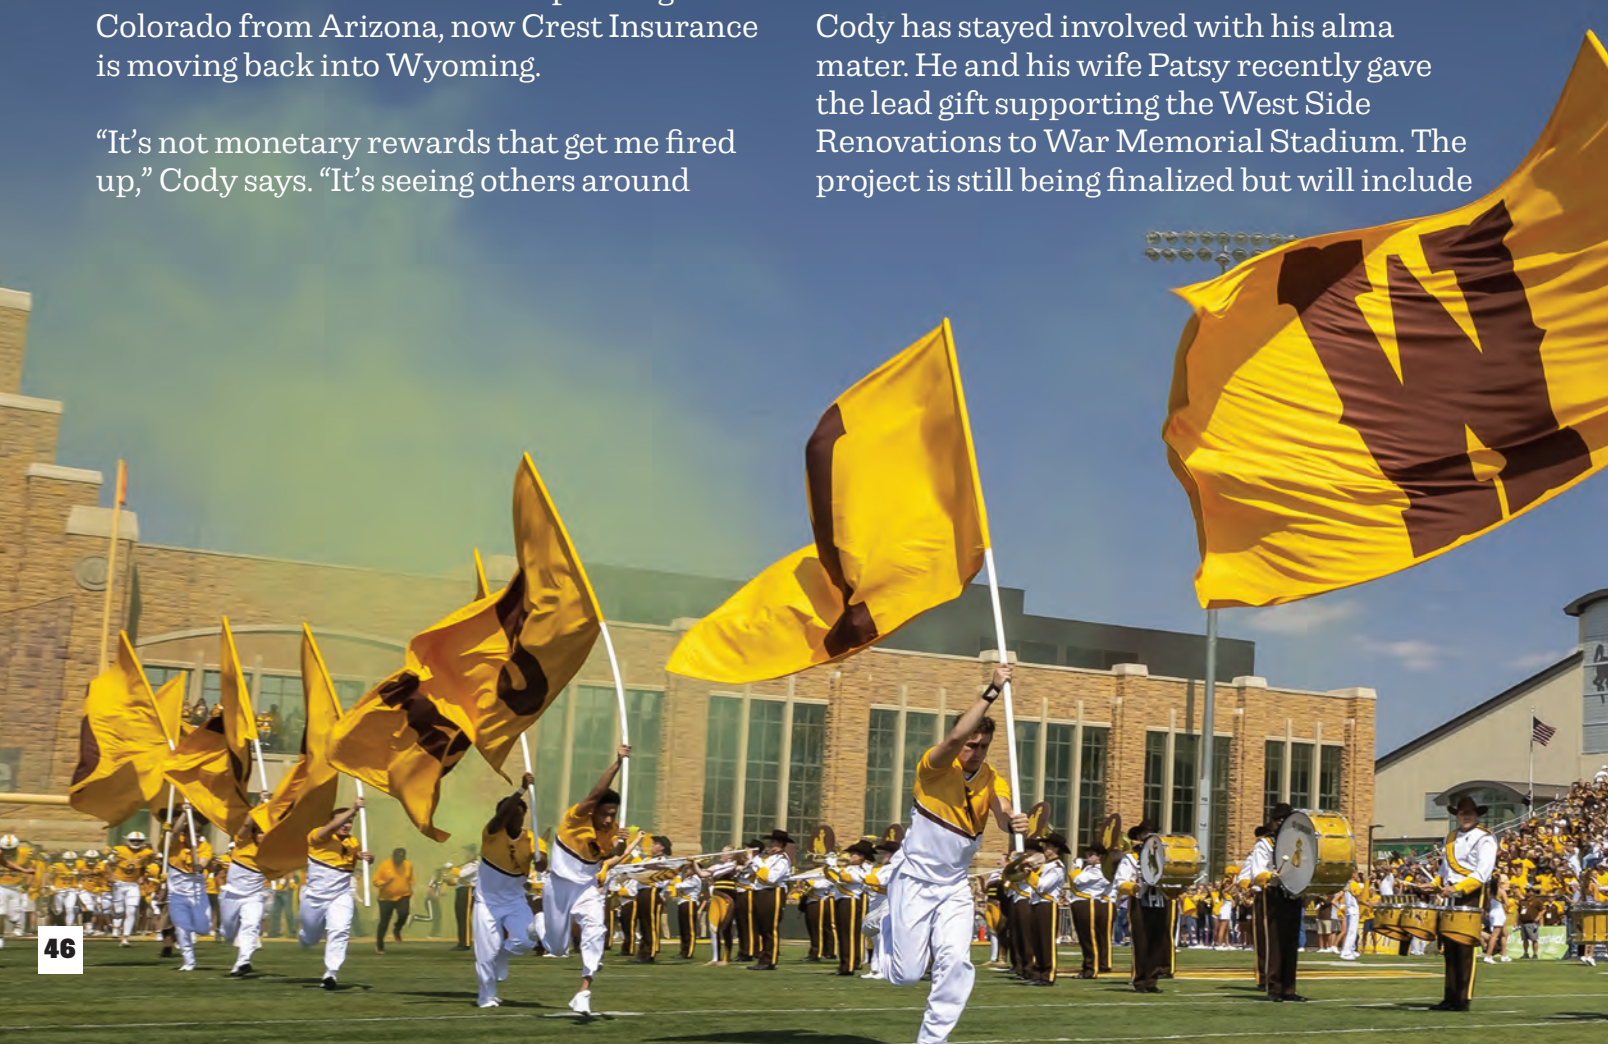 Colorado from Arizona, now Crest Insurance
is moving back into Wyoming.
“It’s not monetary rewards that get me fired
up,” Cody says. “It’s seeing others around
Cody has stayed involved with his alma
mater. He and his wife Patsy recently gave
the lead gift supporting the West Side
Renovations to War Memorial Stadium. The
project is still being finalized but will include
W
46